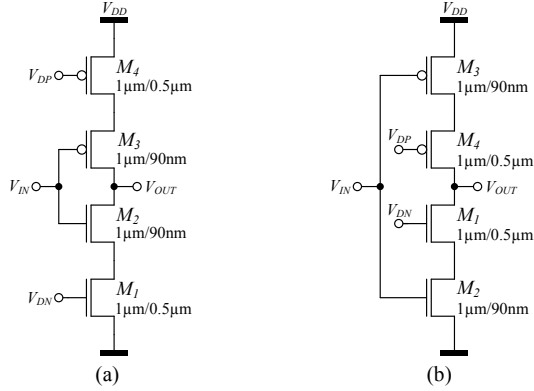 V_DD
V_DP
M_4
1µm/0.5µm
M_3
1µm/90nm
V_IN
V_OUT
M_2
1µm/90nm
V_DN
M_1
1µm/0.5µm
(a)
V_DD
M_3
1µm/90nm
V_DP
M_4
1µm/0.5µm
V_IN
V_OUT
V_DN
M_1
1µm/0.5µm
M_2
1µm/90nm
(b)